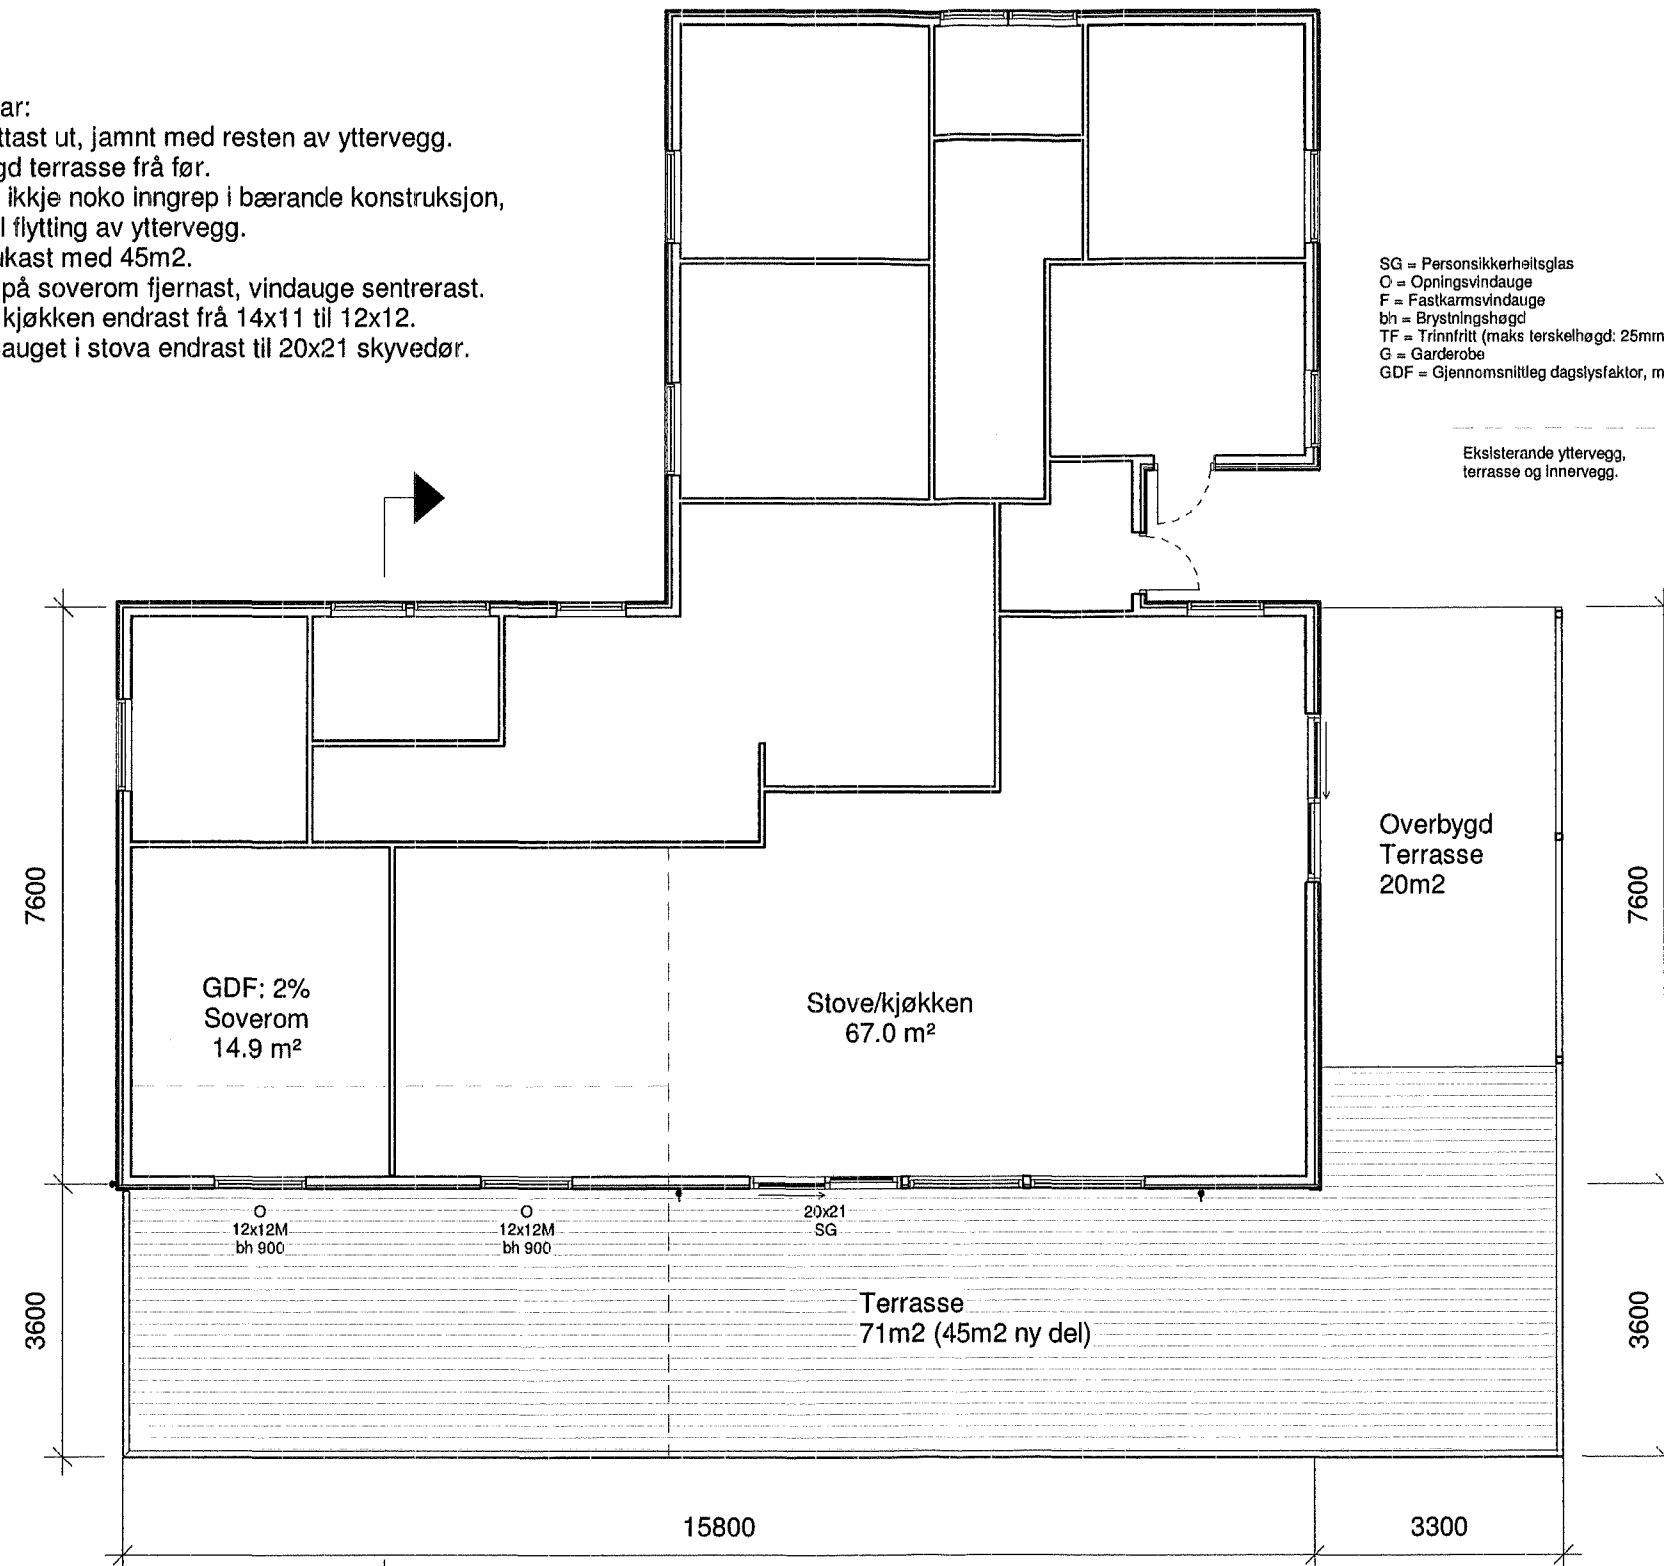 ar:
ttast ut, jamnt med resten av yttervegg.
gd terrasse frå før.
ikkje noko inngrep i bærande konstruksjon,
l flytting av yttervegg.
ukast med 45m2.
på soverom fjernast, vindauge sentrerast.
kjøkken endrast frå 14x11 til 12x12.
auget i stova endrast til 20x21 skyvedør.
SG = Personsikkerheitsglas
O = Opningsvindauge
F = Fastkarmsvindauge
bh = Brystningshøgd
TF = Trinnfritt (maks terskelhøgd: 25mm
G = Garderobe
GDF = Gjennomsnittleg dagslysfaktor, m
Eksisterande yttervegg,
terrasse og innervegg.
7600
7600
Overbygd
Terrasse
20m2
GDF: 2%
Soverom
14.9 m²
Stove/kjøkken
67.0 m²
O
12x12M
bh 900
O
12x12M
bh 900
20x21
SG
Terrasse
71m2 (45m2 ny del)
3600
3600
15800
3300